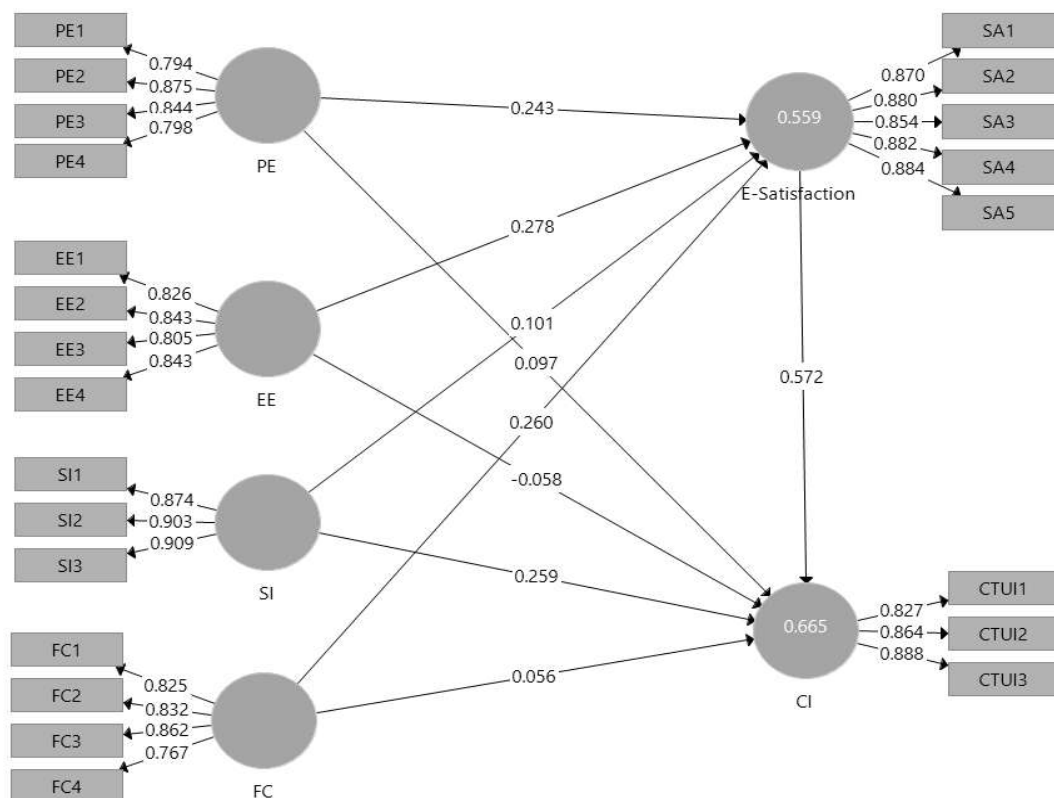 PE1
PE2
PE3
PE4
0.794
0.875
0.844
0.798
PE
EE1
EE2
EE3
EE4
0.826
0.843
0.805
0.843
EE
SI1
SI2
SI3
0.874
0.903
0.909
SI
FC1
FC2
FC3
FC4
0.825
0.832
0.862
0.767
FC
0.243
0.278
0.101
0.097
0.260
-0.058
0.259
0.056
0.572
0.559
E-Satisfaction
0.870
0.880
0.854
0.882
0.884
SA1
SA2
SA3
SA4
SA5
0.665
CI
0.827
0.864
0.888
CTUI1
CTUI2
CTUI3